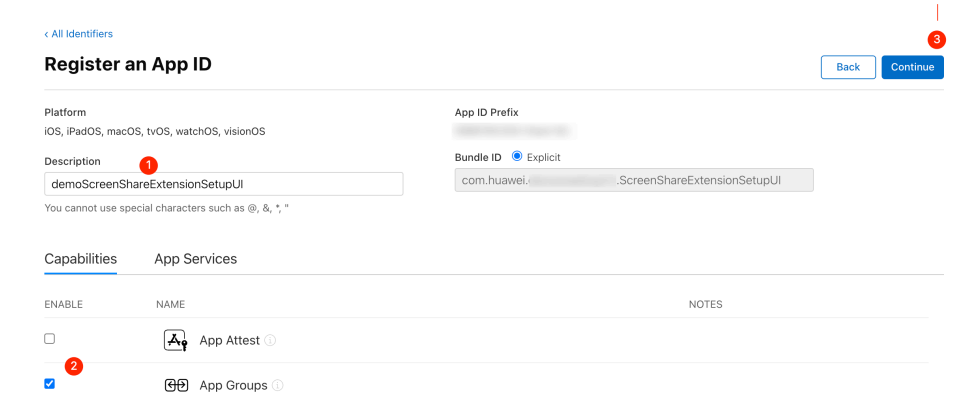 ‹ All Identifiers
3
Register an App ID
Back
Continue
Platform
iOS, iPadOS, macOS, tvOS, watchOS, visionOS
App ID Prefix
Description
1
demoScreenShareExtensionSetupUI
You cannot use special characters such as @, &, *, "
Bundle ID Explicit
com.huawei. .ScreenShareExtensionSetupUI
Capabilities App Services
ENABLE NAME NOTES
App Attest
2
App Groups